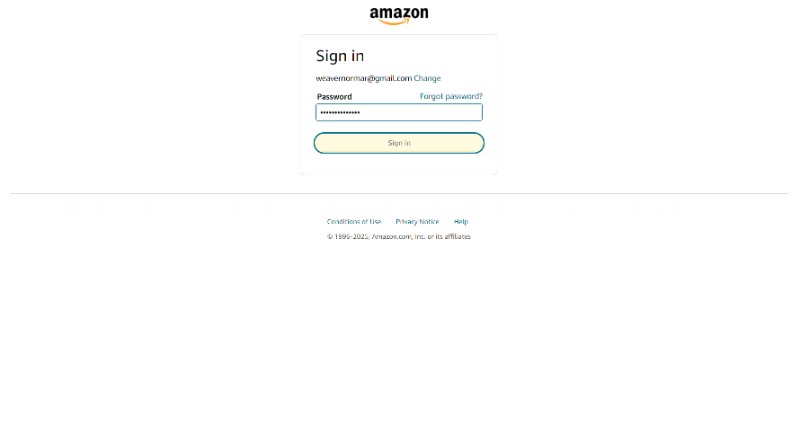 amazon
Sign in
weavernormar@gmail.com Change
Password Forgot password?
••••••••••••••
Sign in
Conditions of Use Privacy Notice Help
© 1996-2025, Amazon.com, Inc. or its affiliates